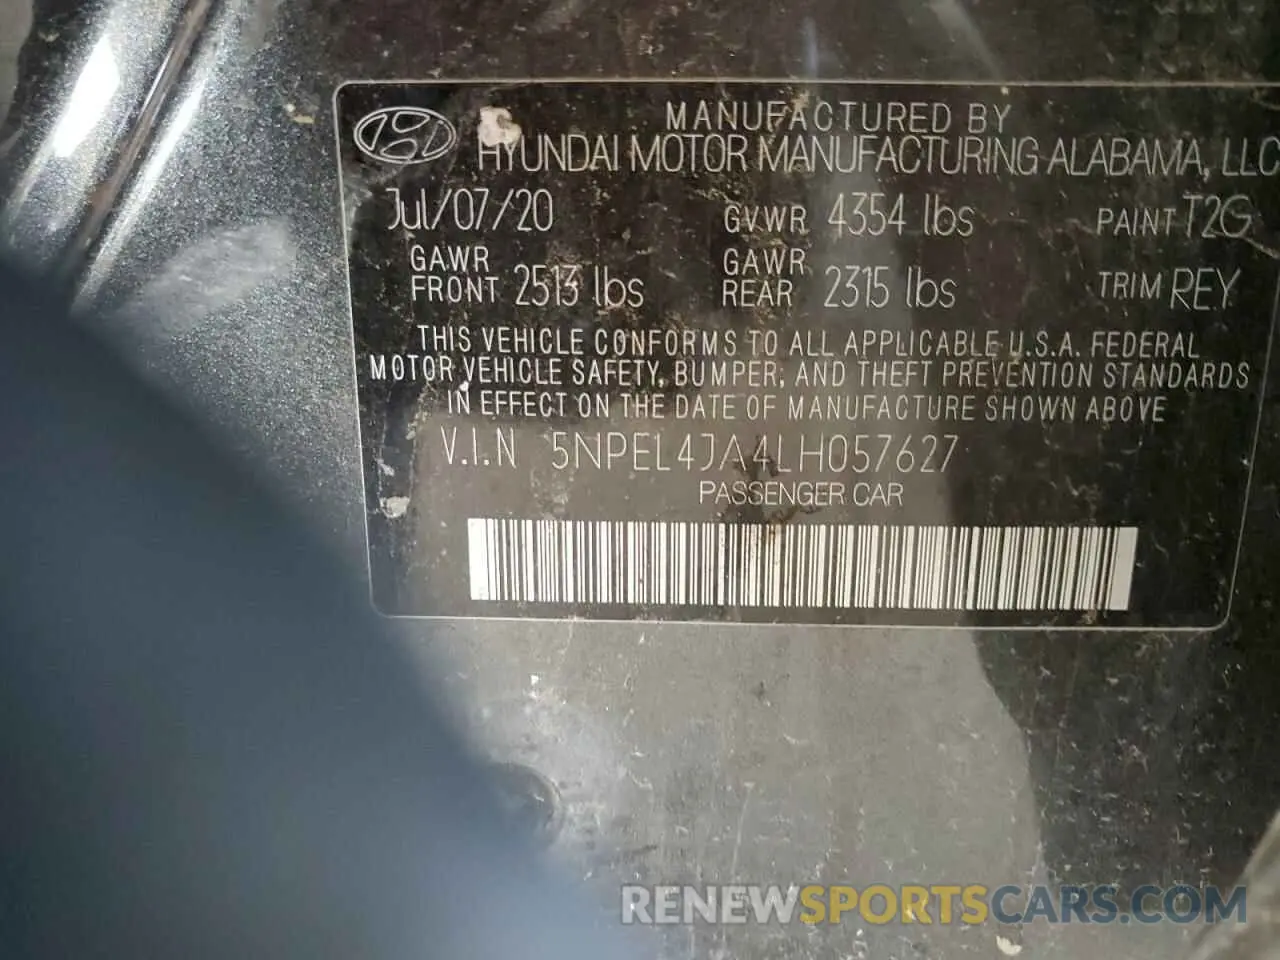 MANUFACTURED BY
HYUNDAI MOTOR MANUFACTURING ALABAMA, LLC
Jul/07/20 GVWR 4354 lbs PAINT T2G
GAWR FRONT 2513 lbs GAWR REAR 2315 lbs TRIM REY
THIS VEHICLE CONFORMS TO ALL APPLICABLE U.S.A. FEDERAL
MOTOR VEHICLE SAFETY, BUMPER, AND THEFT PREVENTION STANDARDS
IN EFFECT ON THE DATE OF MANUFACTURE SHOWN ABOVE
V.I.N 5NPEL4JA4LH057627
PASSENGER CAR
RENEWSPORTSCARS.COM